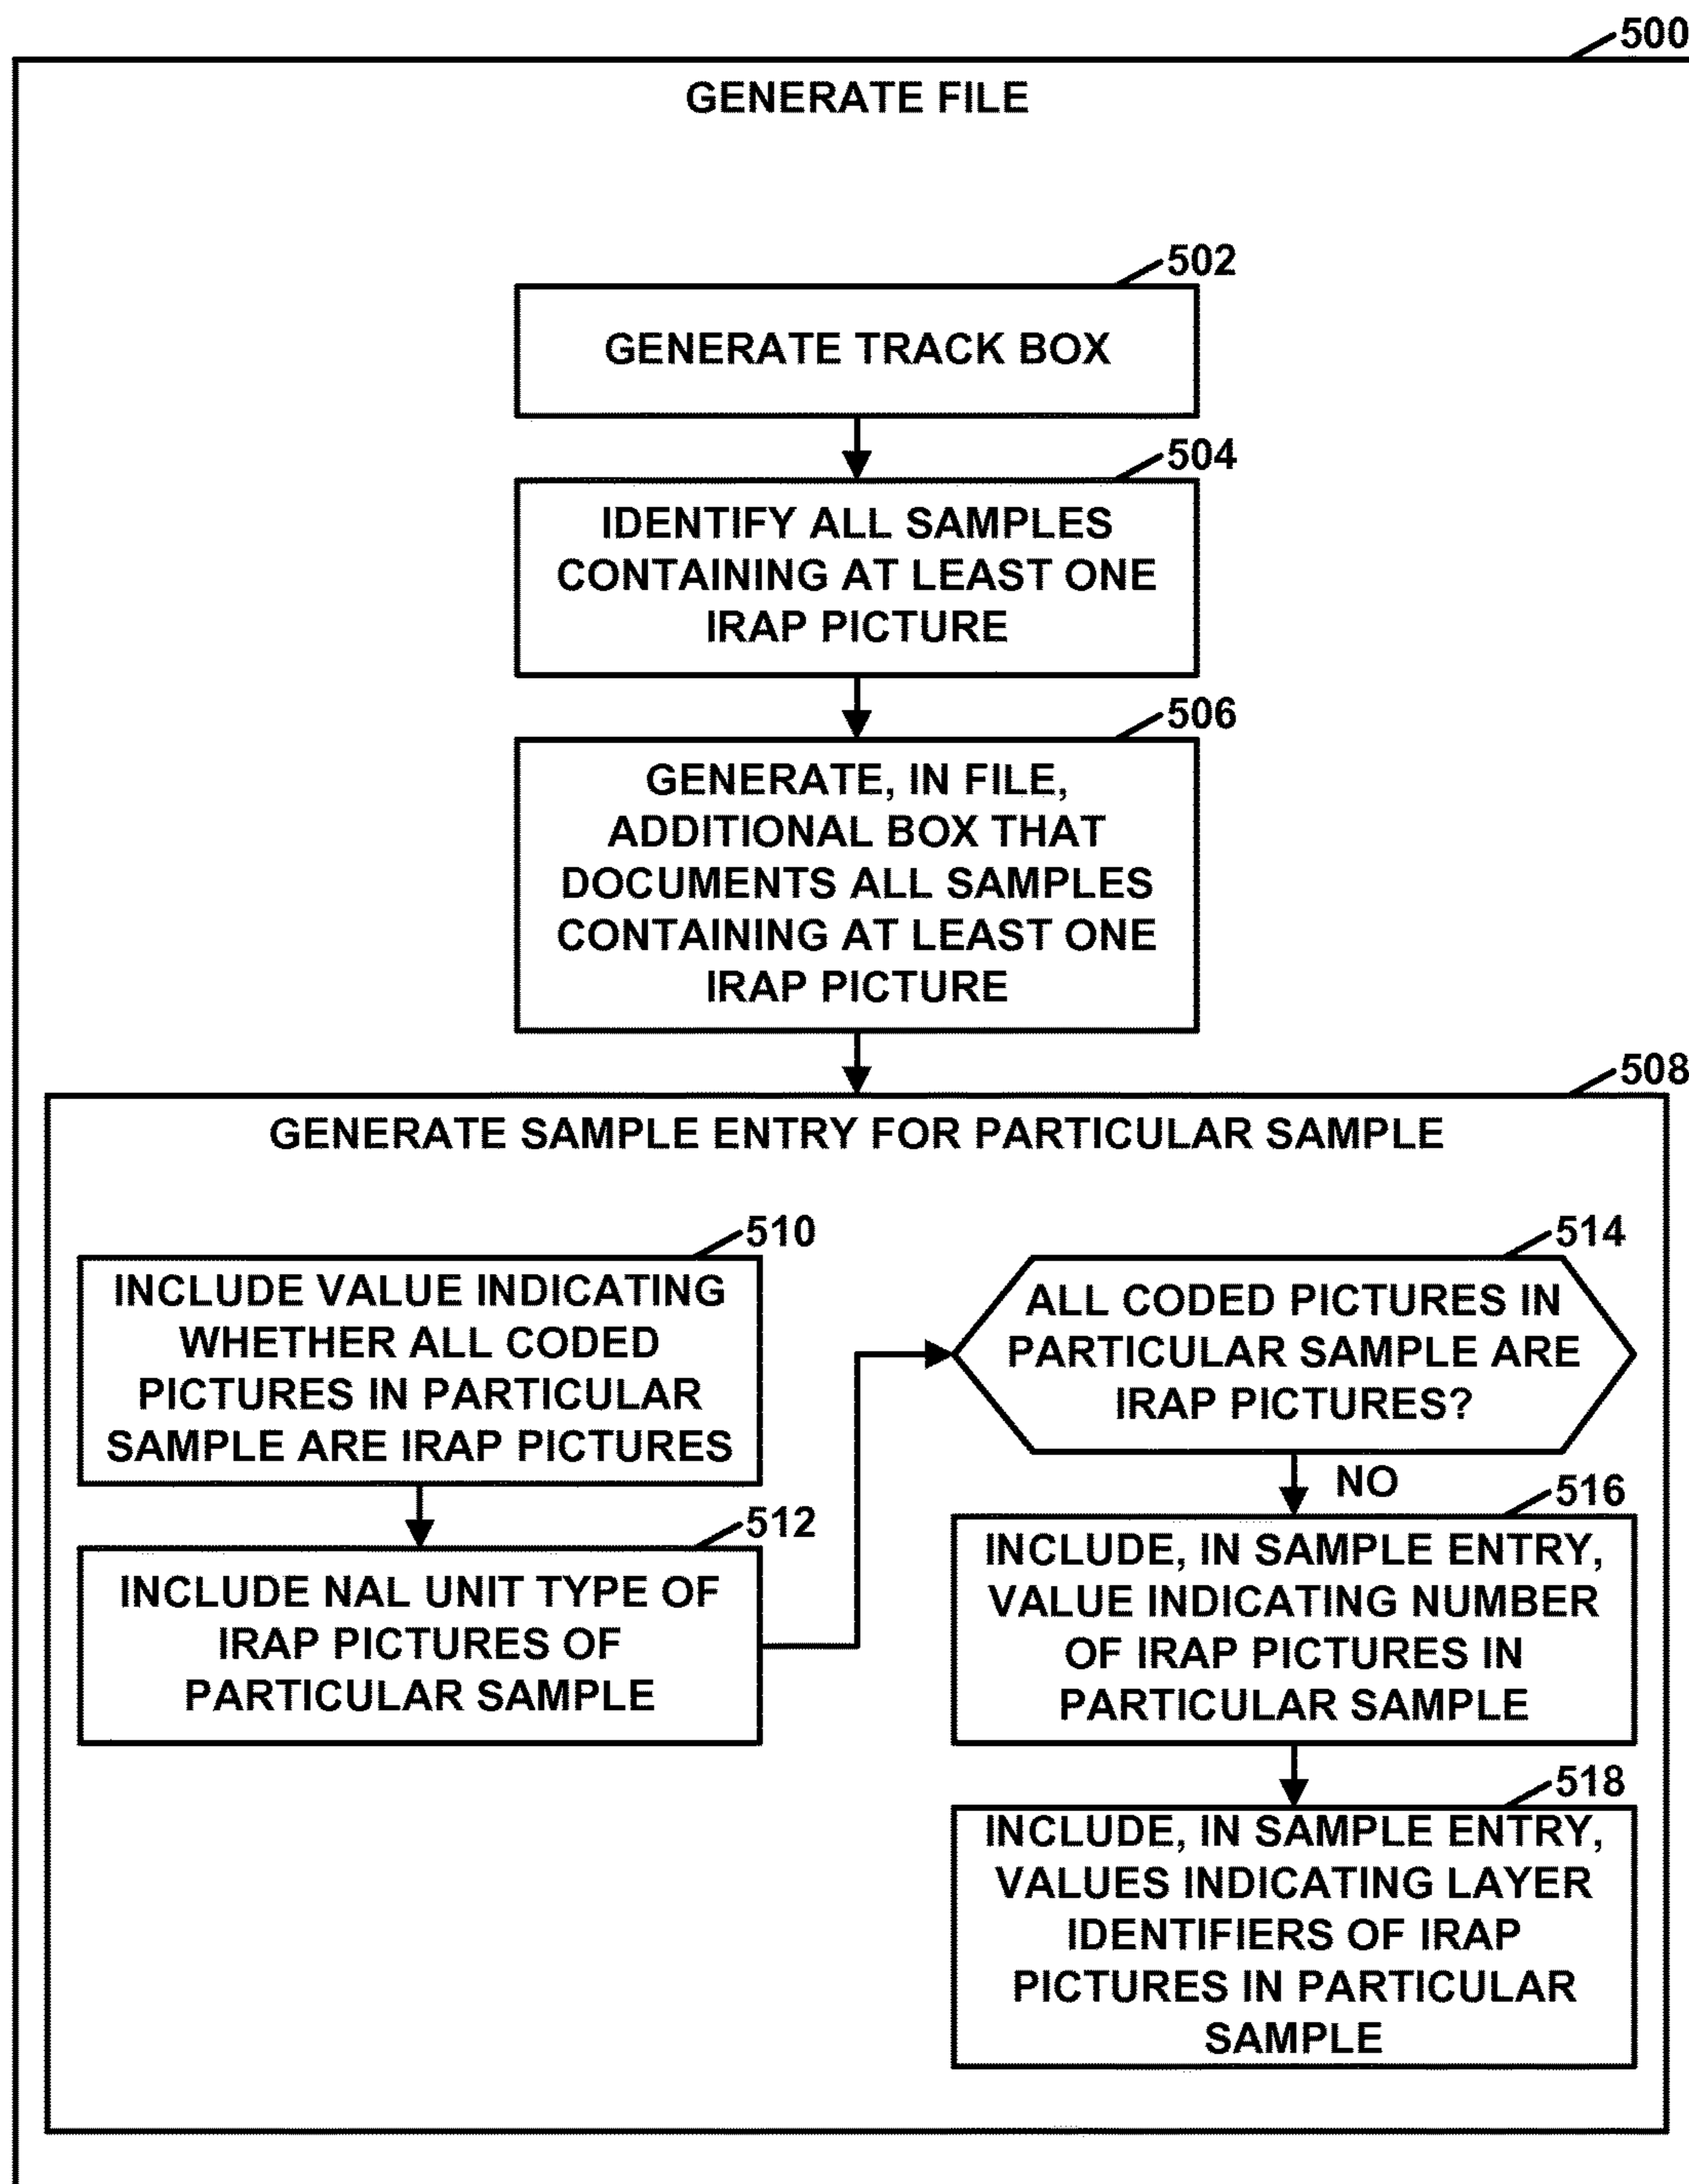 500
GENERATE FILE
502
GENERATE TRACK BOX
504
IDENTIFY ALL SAMPLES
CONTAINING AT LEAST ONE
IRAP PICTURE
506
GENERATE, IN FILE,
ADDITIONAL BOX THAT
DOCUMENTS ALL SAMPLES
CONTAINING AT LEAST ONE
IRAP PICTURE
508
GENERATE SAMPLE ENTRY FOR PARTICULAR SAMPLE
510
INCLUDE VALUE INDICATING
WHETHER ALL CODED
PICTURES IN PARTICULAR
SAMPLE ARE IRAP PICTURES
512
INCLUDE NAL UNIT TYPE OF
IRAP PICTURES OF
PARTICULAR SAMPLE
514
ALL CODED PICTURES IN
PARTICULAR SAMPLE ARE
IRAP PICTURES?
NO
516
INCLUDE, IN SAMPLE ENTRY,
VALUE INDICATING NUMBER
OF IRAP PICTURES IN
PARTICULAR SAMPLE
518
INCLUDE, IN SAMPLE ENTRY,
VALUES INDICATING LAYER
IDENTIFIERS OF IRAP
PICTURES IN PARTICULAR
SAMPLE